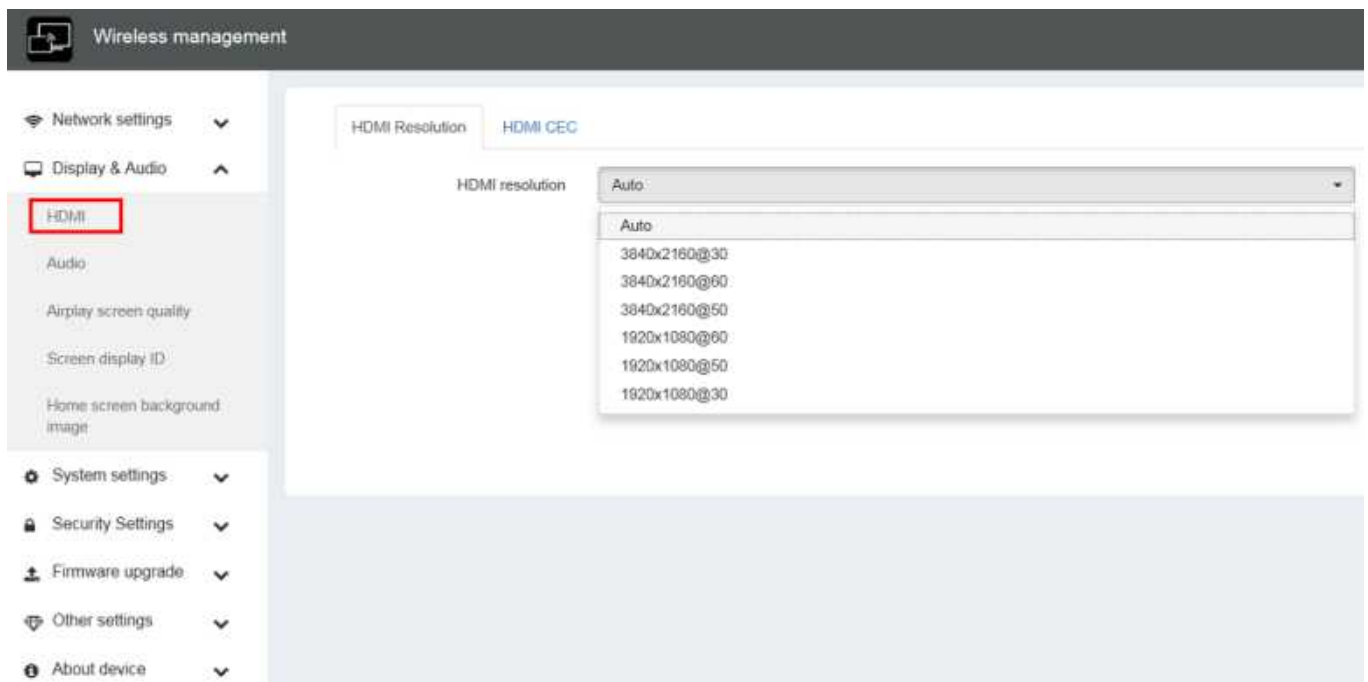 Wireless management
Network settings
Display & Audio
HDMI
Audio
Airplay screen quality
Screen display ID
Home screen background
image
System settings
Security Settings
Firmware upgrade
Other settings
About device
HDMI Resolution
HDMI CEC
HDMI resolution
Auto
Auto
3840x2160@30
3840x2160@60
3840x2160@50
1920x1080@60
1920x1080@50
1920x1080@30